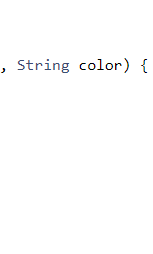 , String color) {